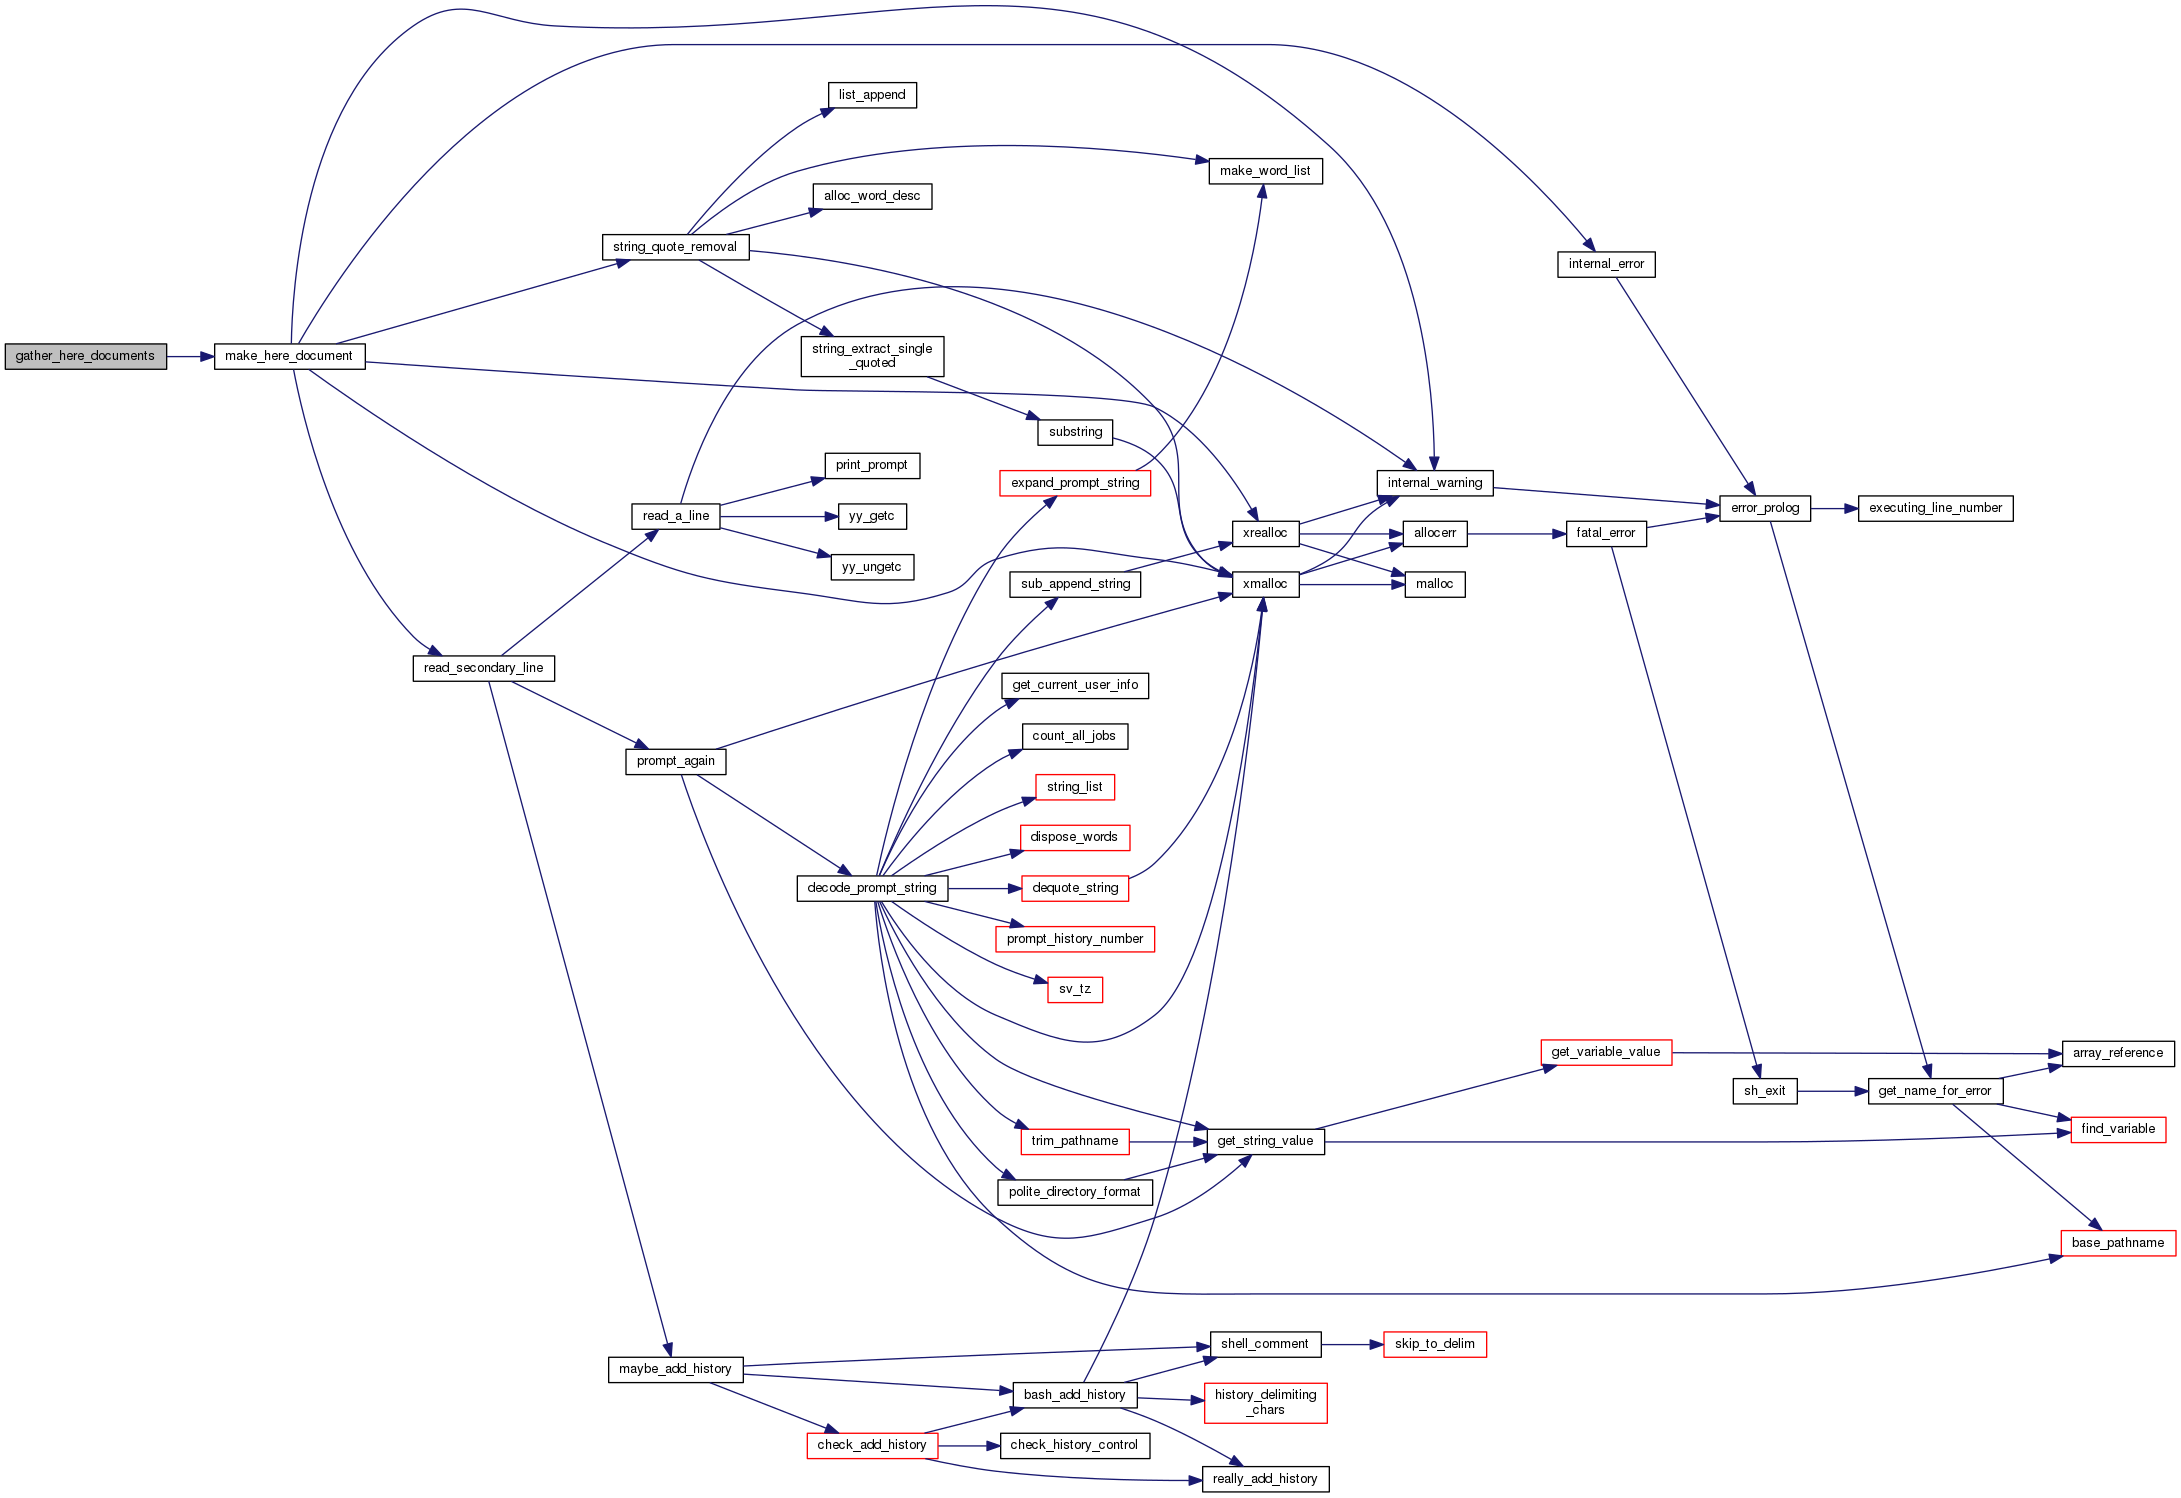 list_append
make_word_list
alloc_word_desc
string_quote_removal
internal_error
gather_here_documents
make_here_document
string_extract_single
_quoted
substring
print_prompt
expand_prompt_string
internal_warning
read_a_line
yy_getc
error_prolog
executing_line_number
xrealloc
allocerr
fatal_error
yy_ungetc
sub_append_string
xmalloc
malloc
read_secondary_line
get_current_user_info
count_all_jobs
prompt_again
string_list
dispose_words
decode_prompt_string
dequote_string
prompt_history_number
sv_tz
get_variable_value
array_reference
sh_exit
get_name_for_error
find_variable
trim_pathname
get_string_value
polite_directory_format
base_pathname
shell_comment
skip_to_delim
maybe_add_history
bash_add_history
history_delimiting
_chars
check_add_history
check_history_control
really_add_history